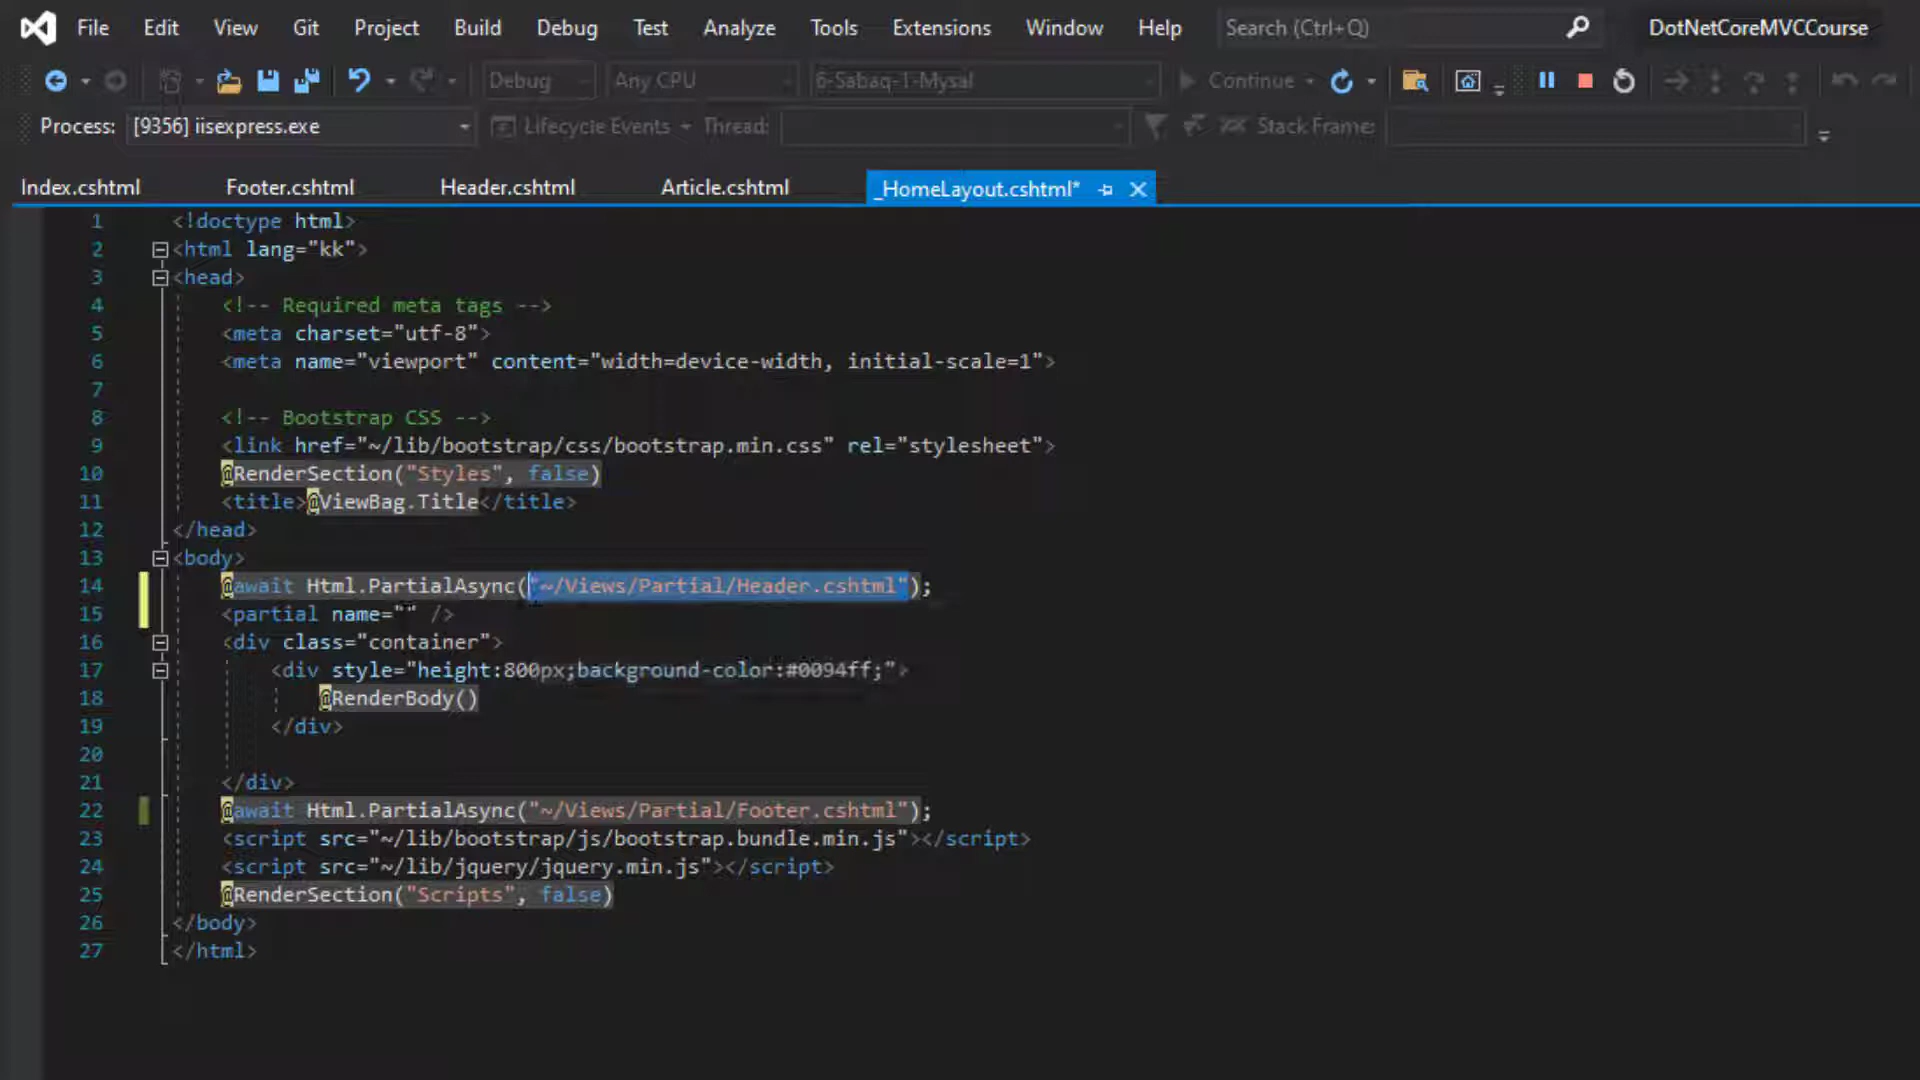 File Edit View Git Project Build Debug Test Analyze Tools Extensions Window Help Search (Ctrl+Q) DotNetCoreMVCCourse
Debug Any CPU 6-Sabaq-1-Mysal Continue
Process: [9356] iisexpress.exe Lifecycle Events Thread: Stack Frame:
Index.cshtml Footer.cshtml Header.cshtml Article.cshtml _HomeLayout.cshtml*
1 <!doctype html>
2 <html lang="kk">
3 <head>
4 <!-- Required meta tags -->
5 <meta charset="utf-8">
6 <meta name="viewport" content="width=device-width, initial-scale=1">
7
8 <!-- Bootstrap CSS -->
9 <link href="~/lib/bootstrap/css/bootstrap.min.css" rel="stylesheet">
10 @RenderSection("Styles", false)
11 <title>@ViewBag.Title</title>
12 </head>
13 <body>
14 @await Html.PartialAsync("~/Views/Partial/Header.cshtml");
15 <partial name="" />
16 <div class="container">
17 <div style="height:800px;background-color:#0094ff;">
18 @RenderBody()
19 </div>
20
21 </div>
22 @await Html.PartialAsync("~/Views/Partial/Footer.cshtml");
23 <script src="~/lib/bootstrap/js/bootstrap.bundle.min.js"></script>
24 <script src="~/lib/jquery/jquery.min.js"></script>
25 @RenderSection("Scripts", false)
26 </body>
27 </html>